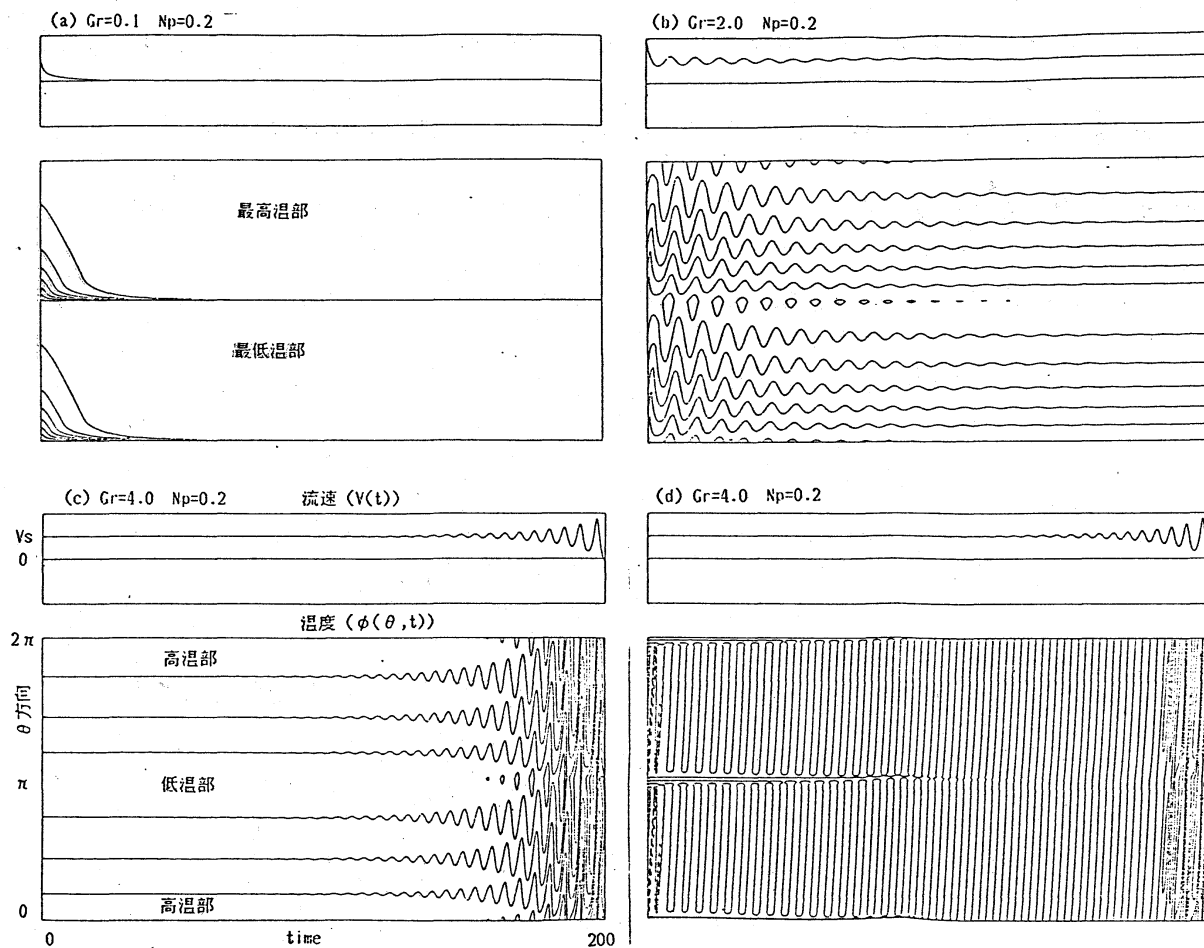 (a) Gr=0.1 Np=0.2
(b) Gr=2.0 Np=0.2
最高温部
最低温部
(c) Gr=4.0 Np=0.2 流速 (V(t))
(d) Gr=4.0 Np=0.2
Vs
0
温度 (φ(θ,t))
2π
高温部
θ方向
π
低温部
高温部
0
0 time 200